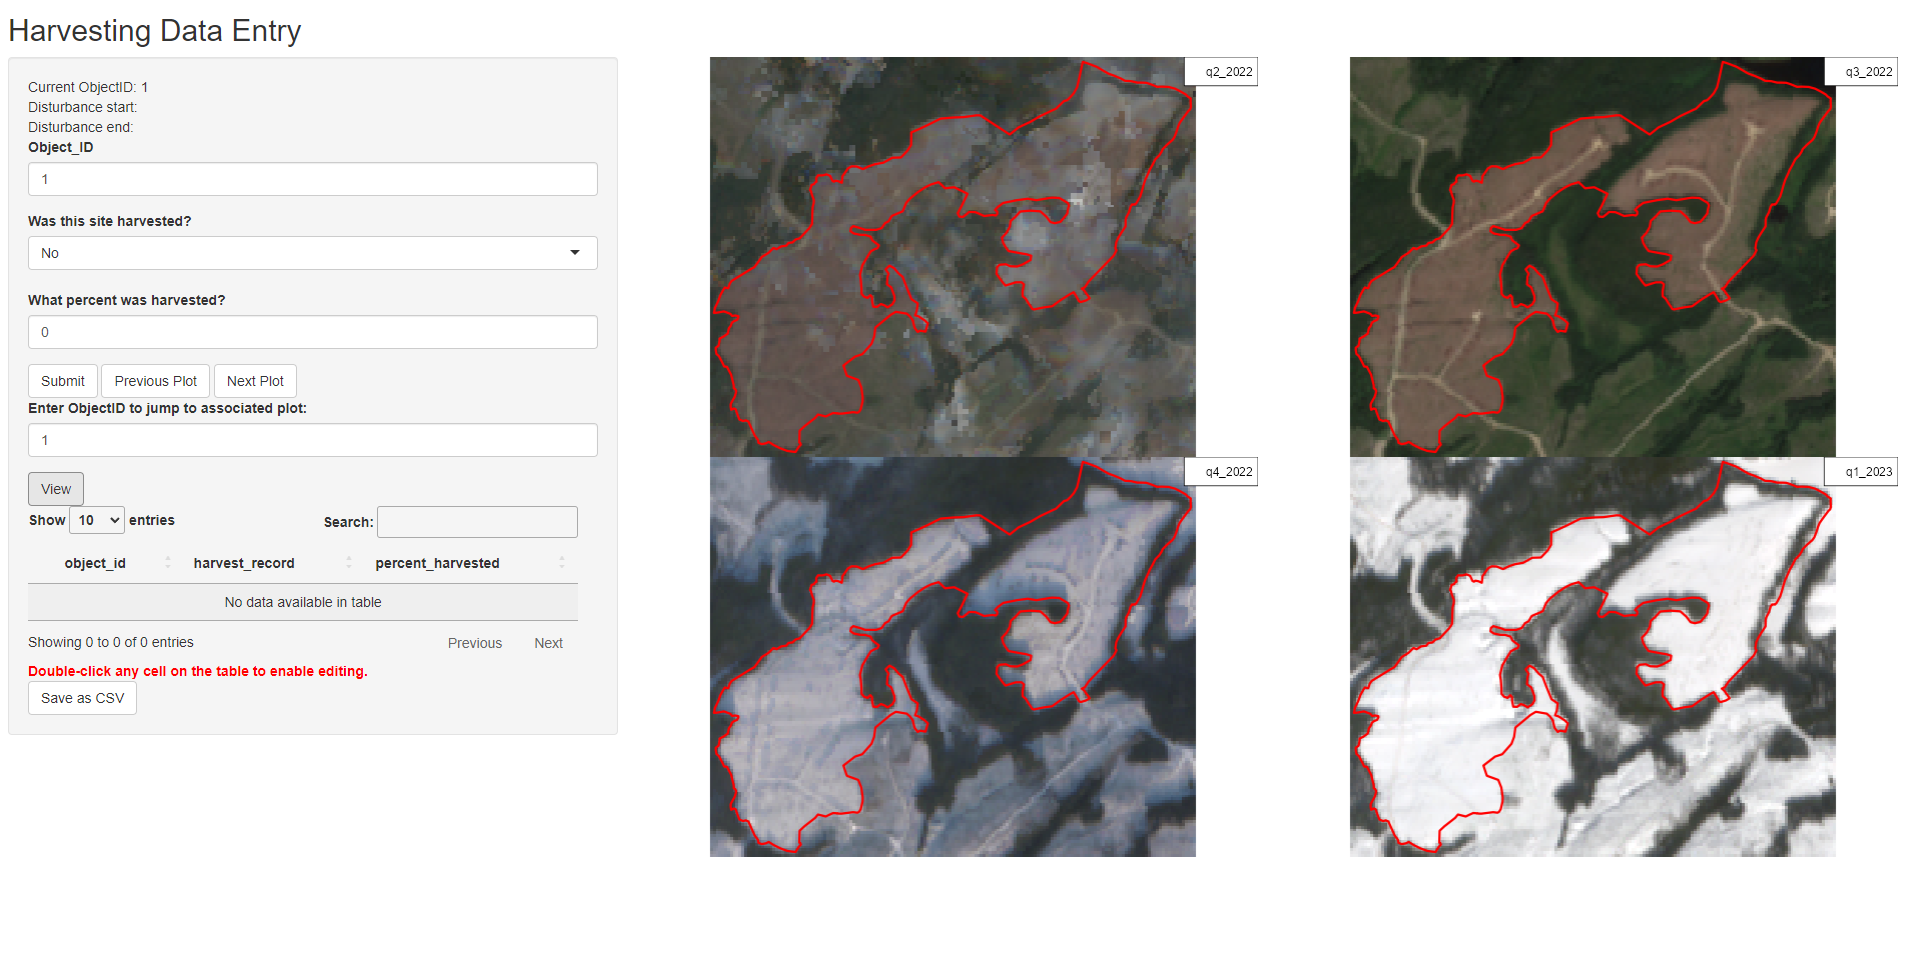 Harvesting Data Entry
Current ObjectID: 1
Disturbance start:
Disturbance end:
Object_ID
1
Was this site harvested?
No
What percent was harvested?
0
Submit Previous Plot Next Plot
Enter ObjectID to jump to associated plot:
1
View
Show 10 entries Search:
object_id harvest_record percent_harvested
No data available in table
Showing 0 to 0 of 0 entries Previous Next
Double-click any cell on the table to enable editing.
Save as CSV
q2_2022
q3_2022
q4_2022
q1_2023